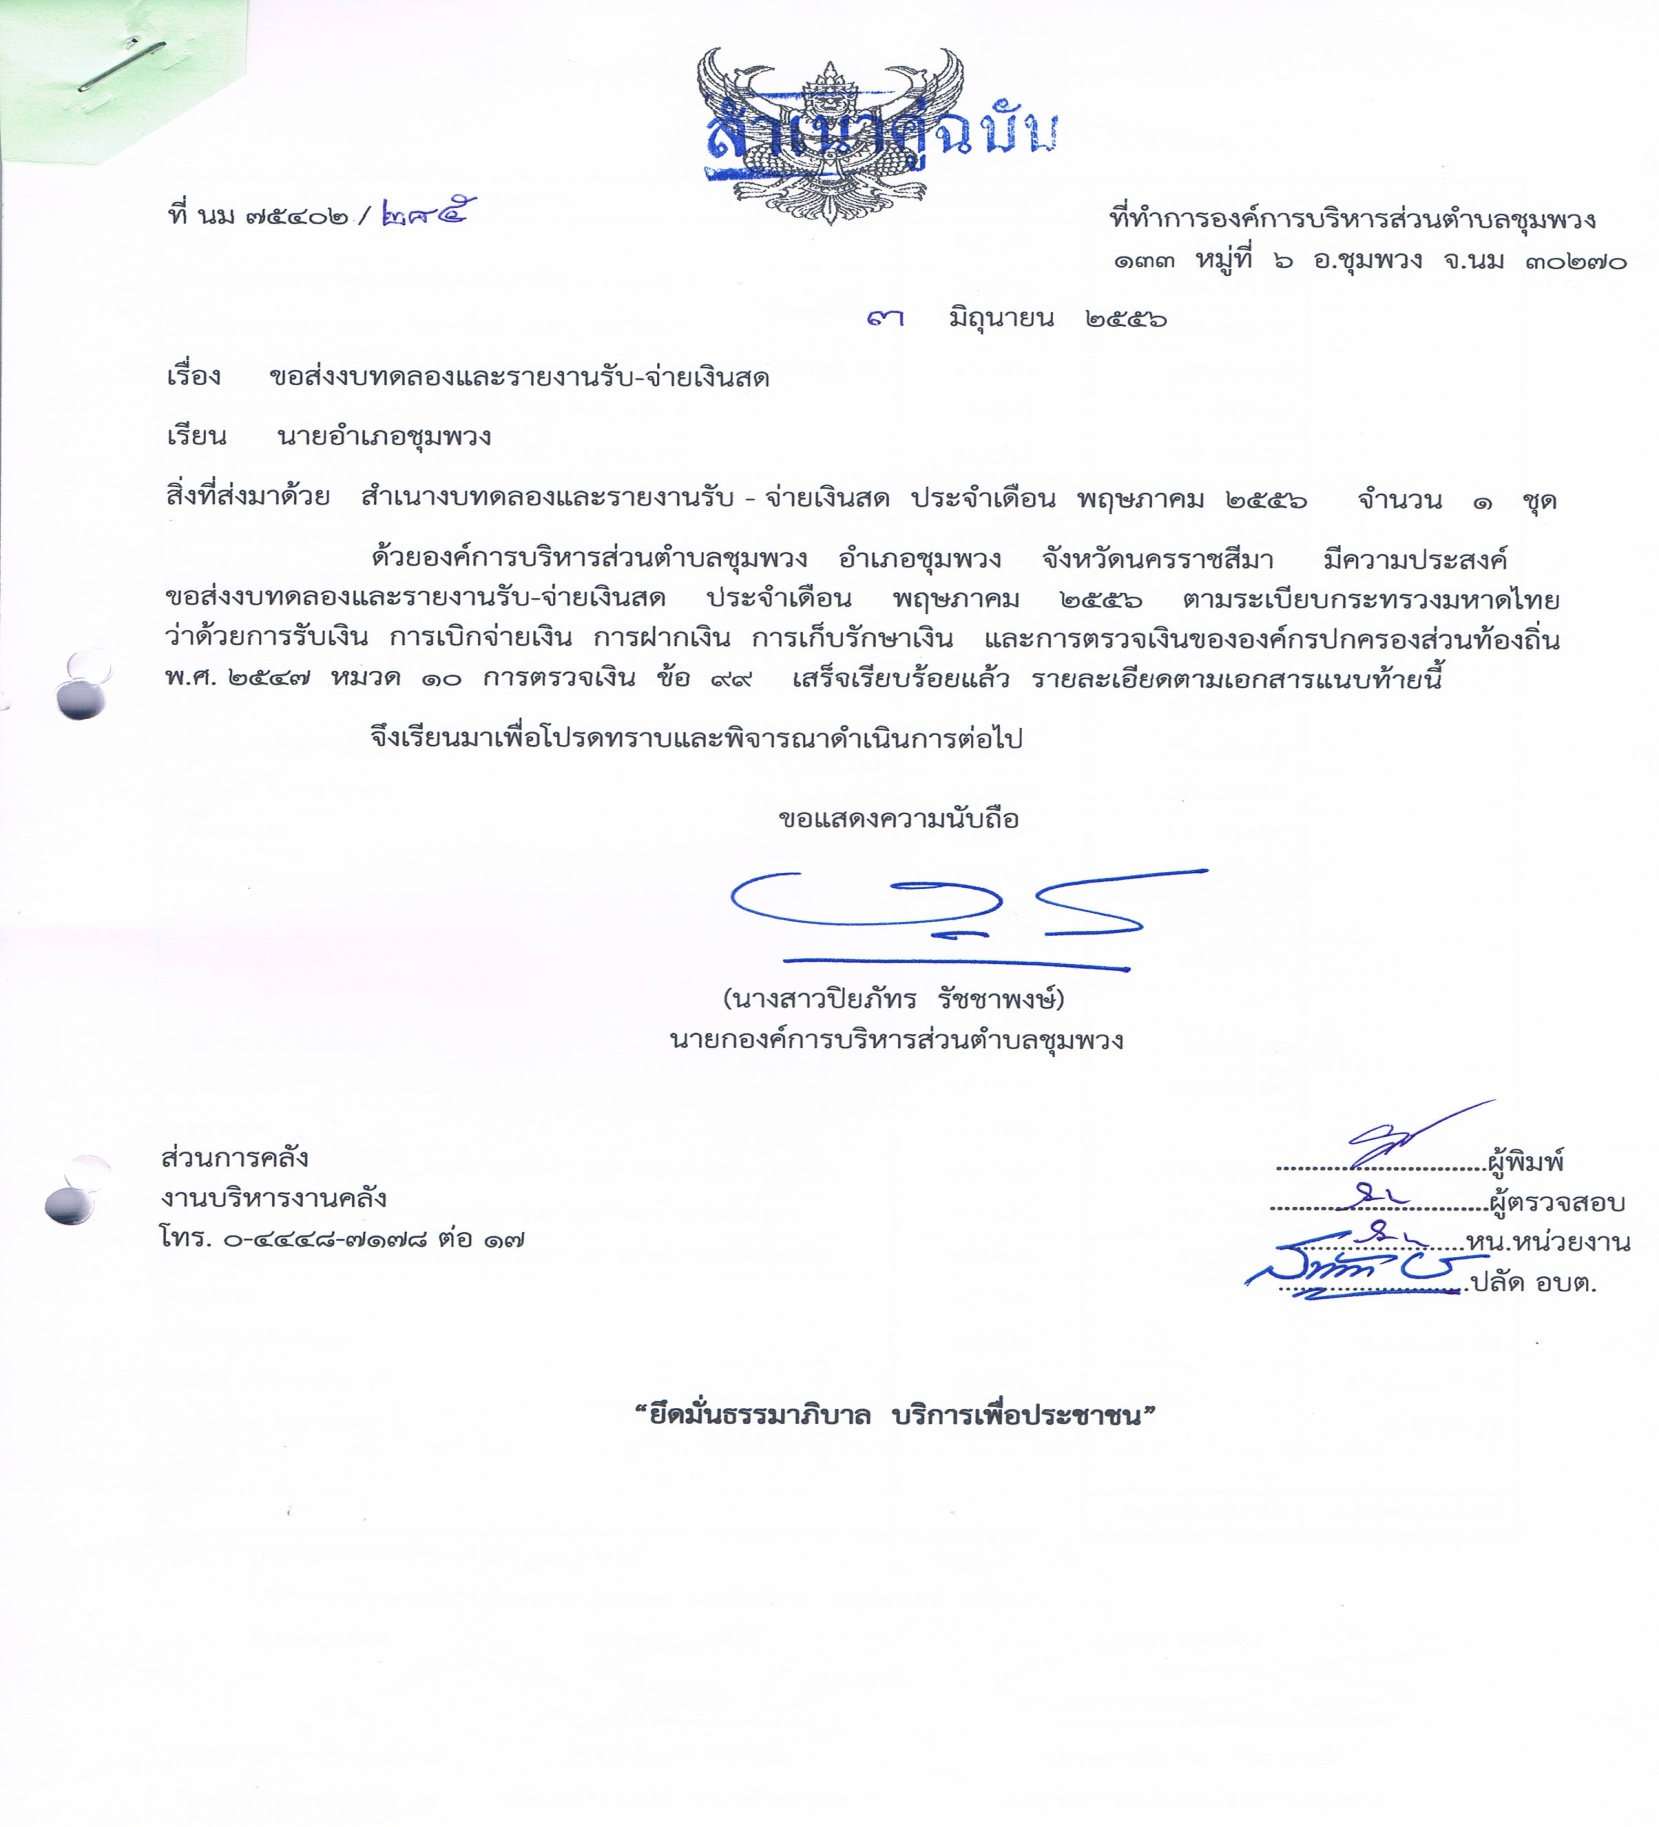 สำเนาคู่ฉบับ
ที่ นม ๗๕๔๐๒ /
ที่ทำการองค์การบริหารส่วนตำบลชุมพวง
๑๓๓ หมู่ที่ ๖ อ.ชุมพวง จ.นม ๓๐๒๗๐
๓ มิถุนายน ๒๕๕๖
เรื่อง ขอส่งงบทดลองและรายงานรับ-จ่ายเงินสด
เรียน นายอำเภอชุมพวง
สิ่งที่ส่งมาด้วย สำเนางบทดลองและรายงานรับ - จ่ายเงินสด ประจำเดือน พฤษภาคม ๒๕๕๖ จำนวน ๑ ชุด
ด้วยองค์การบริหารส่วนตำบลชุมพวง อำเภอชุมพวง จังหวัดนครราชสีมา มีความประสงค์
ขอส่งงบทดลองและรายงานรับ-จ่ายเงินสด ประจำเดือน พฤษภาคม ๒๕๕๖ ตามระเบียบกระทรวงมหาดไทย
ว่าด้วยการรับเงิน การเบิกจ่ายเงิน การฝากเงิน การเก็บรักษาเงิน และการตรวจเงินขององค์กรปกครองส่วนท้องถิ่น
พ.ศ. ๒๕๔๗ หมวด ๑๐ การตรวจเงิน ข้อ ๙๙ เสร็จเรียบร้อยแล้ว รายละเอียดตามเอกสารแนบท้ายนี้
จึงเรียนมาเพื่อโปรดทราบและพิจารณาดำเนินการต่อไป
ขอแสดงความนับถือ
(นางสาวปิยภัทร รัชชาพงษ์)
นายกองค์การบริหารส่วนตำบลชุมพวง
ส่วนการคลัง
งานบริหารงานคลัง
โทร. ๐-๔๔๔๘-๗๑๗๘ ต่อ ๑๗
ผู้พิมพ์
ผู้ตรวจสอบ
หน.หน่วยงาน
ปลัด อบต.
“ยึดมั่นธรรมาภิบาล บริการเพื่อประชาชน”